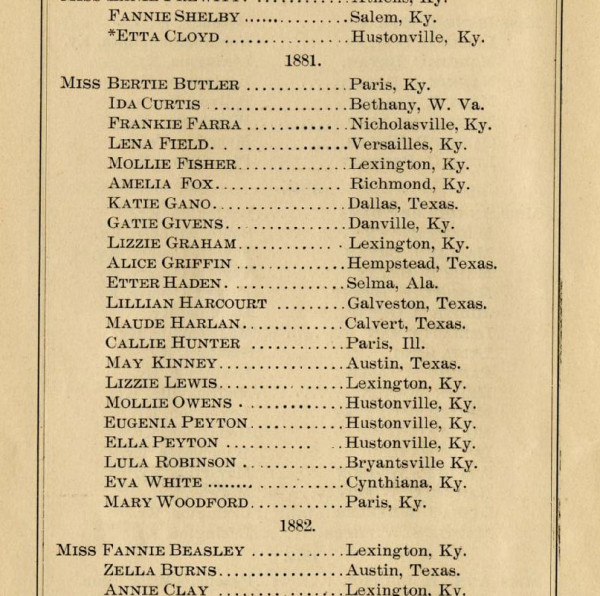 FANNIE SHELBY ............Salem, Ky.
*ETTA CLOYD ..............Hustonville, Ky.
1881.
MISS BERTIE BUTLER ............Paris, Ky.
IDA CURTIS ................Bethany, W. Va.
FRANKIE FARRA ............Nicholasville, Ky.
LENA FIELD. . ............Versailles, Ky.
MOLLIE FISHER.............Lexington, Ky.
AMELIA FOX................ Richmond, Ky.
KATIE GANO................Dallas, Texas.
GATIE GIVENS. ............Danville, Ky.
LIZZIE GRAHAM............ . Lexington, Ky.
ALICE GRIFFIN .............Hempstead, Texas.
ETTER HADEN. .............Selma, Ala.
LILLIAN HARCOURT .........Galveston, Texas.
MAUDE HARLAN.............Calvert, Texas.
CALLIE HUNTER ............Paris, Ill.
MAY KINNEY................Austin, Texas.
LIZZIE LEWIS................Lexington, Ky.
MOLLIE OWENS . ............Hustonville, Ky.
EUGENIA PEYTON............Hustonville, Ky.
ELLA PEYTON ........... ..Hustonville, Ky.
LULA ROBINSON .............Bryantsville Ky.
EVA WHITE ........ .........Cynthiana, Ky.
MARY WOODFORD............Paris, Ky.
1882.
MISS FANNIE BEASLEY ............Lexington, Ky.
ZELLA BURNS................Austin, Texas.
ANNIE CLAY ................Lexington, Ky.